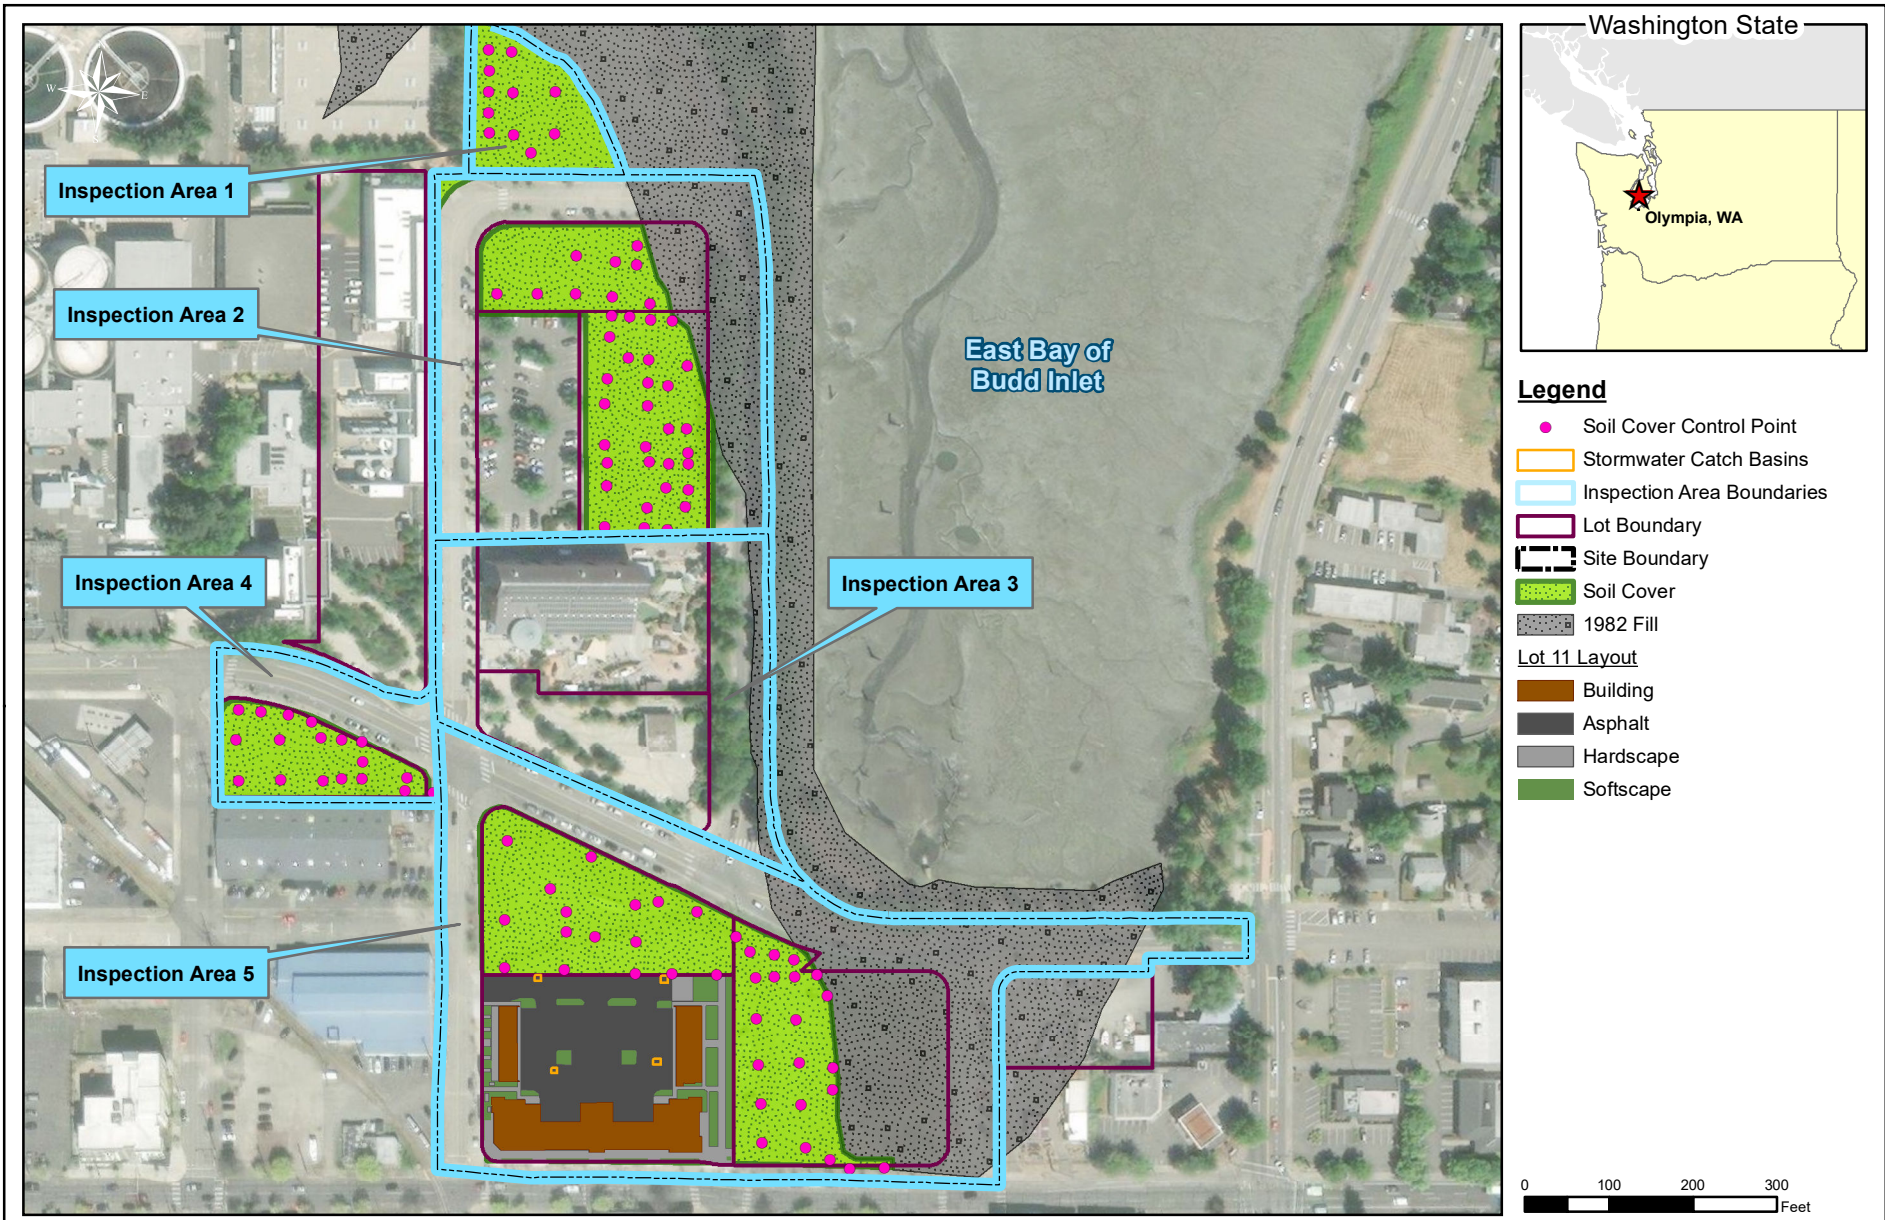 W
E
Inspection Area 1
Inspection Area 2
Inspection Area 4
Inspection Area 3
Inspection Area 5
East Bay of
Budd Inlet
Washington State
Olympia, WA
Legend
Soil Cover Control Point
Stormwater Catch Basins
Inspection Area Boundaries
Lot Boundary
Site Boundary
Soil Cover
1982 Fill
Lot 11 Layout
Building
Asphalt
Hardscape
Softscape
0 100 200 300
Feet